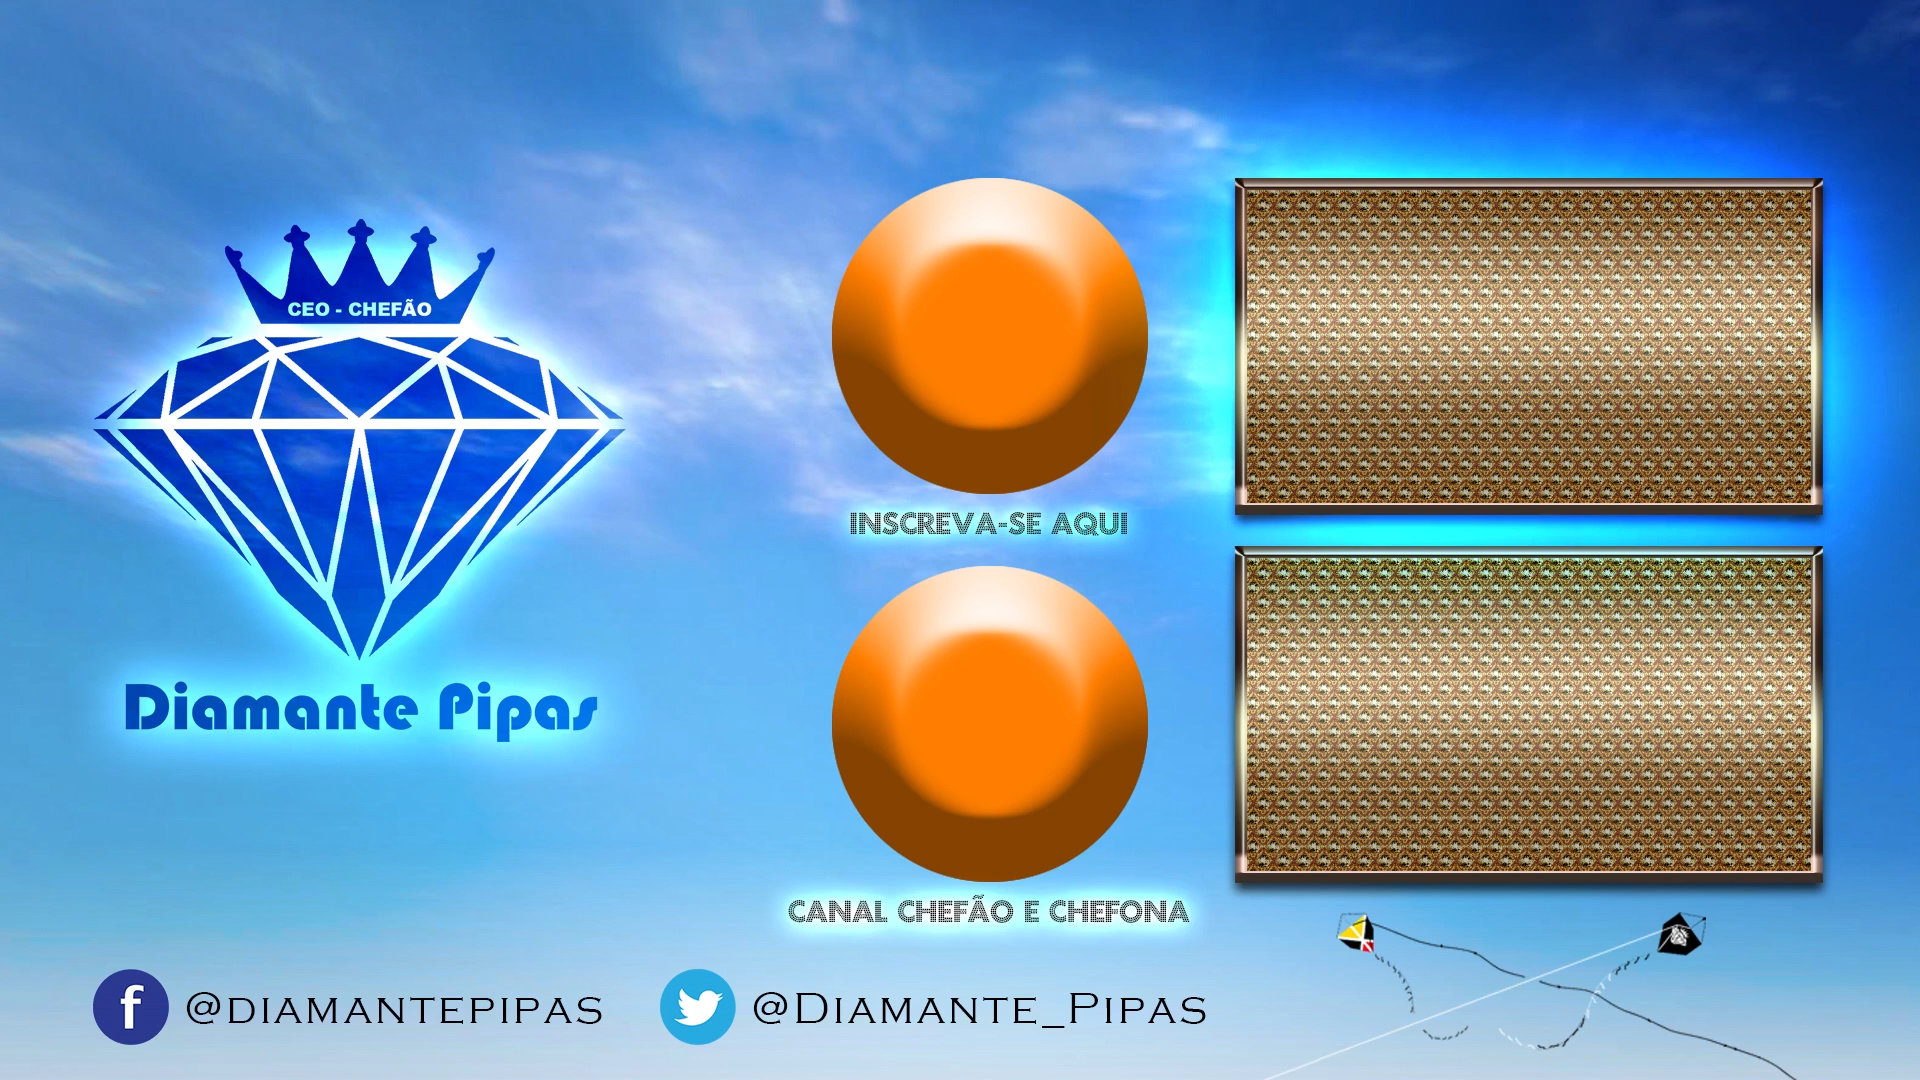 CEO - CHEFÃO
Diamante Pipas
INSCREVA-SE AQUI
CANAL CHEFÃO E CHEFONA
f @DIAMANTEPIPAS
@DIAMANTE_PIPAS